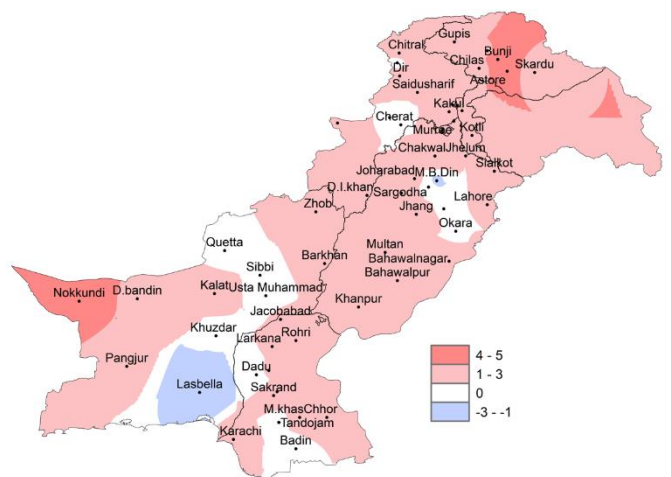 Gupis
Chitral
Bunji
Chilas
Skardu
Dir
Astore
Saidusharif
Kakul
Cherat
Murree
Kotli
Chakwal
Jhelum
Sialkot
Joharabad
M.B.Din
D.I.khan
Sargodha
Lahore
Zhob
Jhang
Okara
Quetta
Multan
Barkhan
Bahawalnagar
Sibbi
Bahawalpur
Nokkundi
D.bandin
Kalat
Usta Muhammad
Khanpur
Jacobabad
Khuzdar
Rohri
Larkana
Pangjur
Dadu
Lasbella
Sakrand
M.khas
Chhor
Tandojam
Karachi
Badin
4 - 5
1 - 3
0
-3 - -1